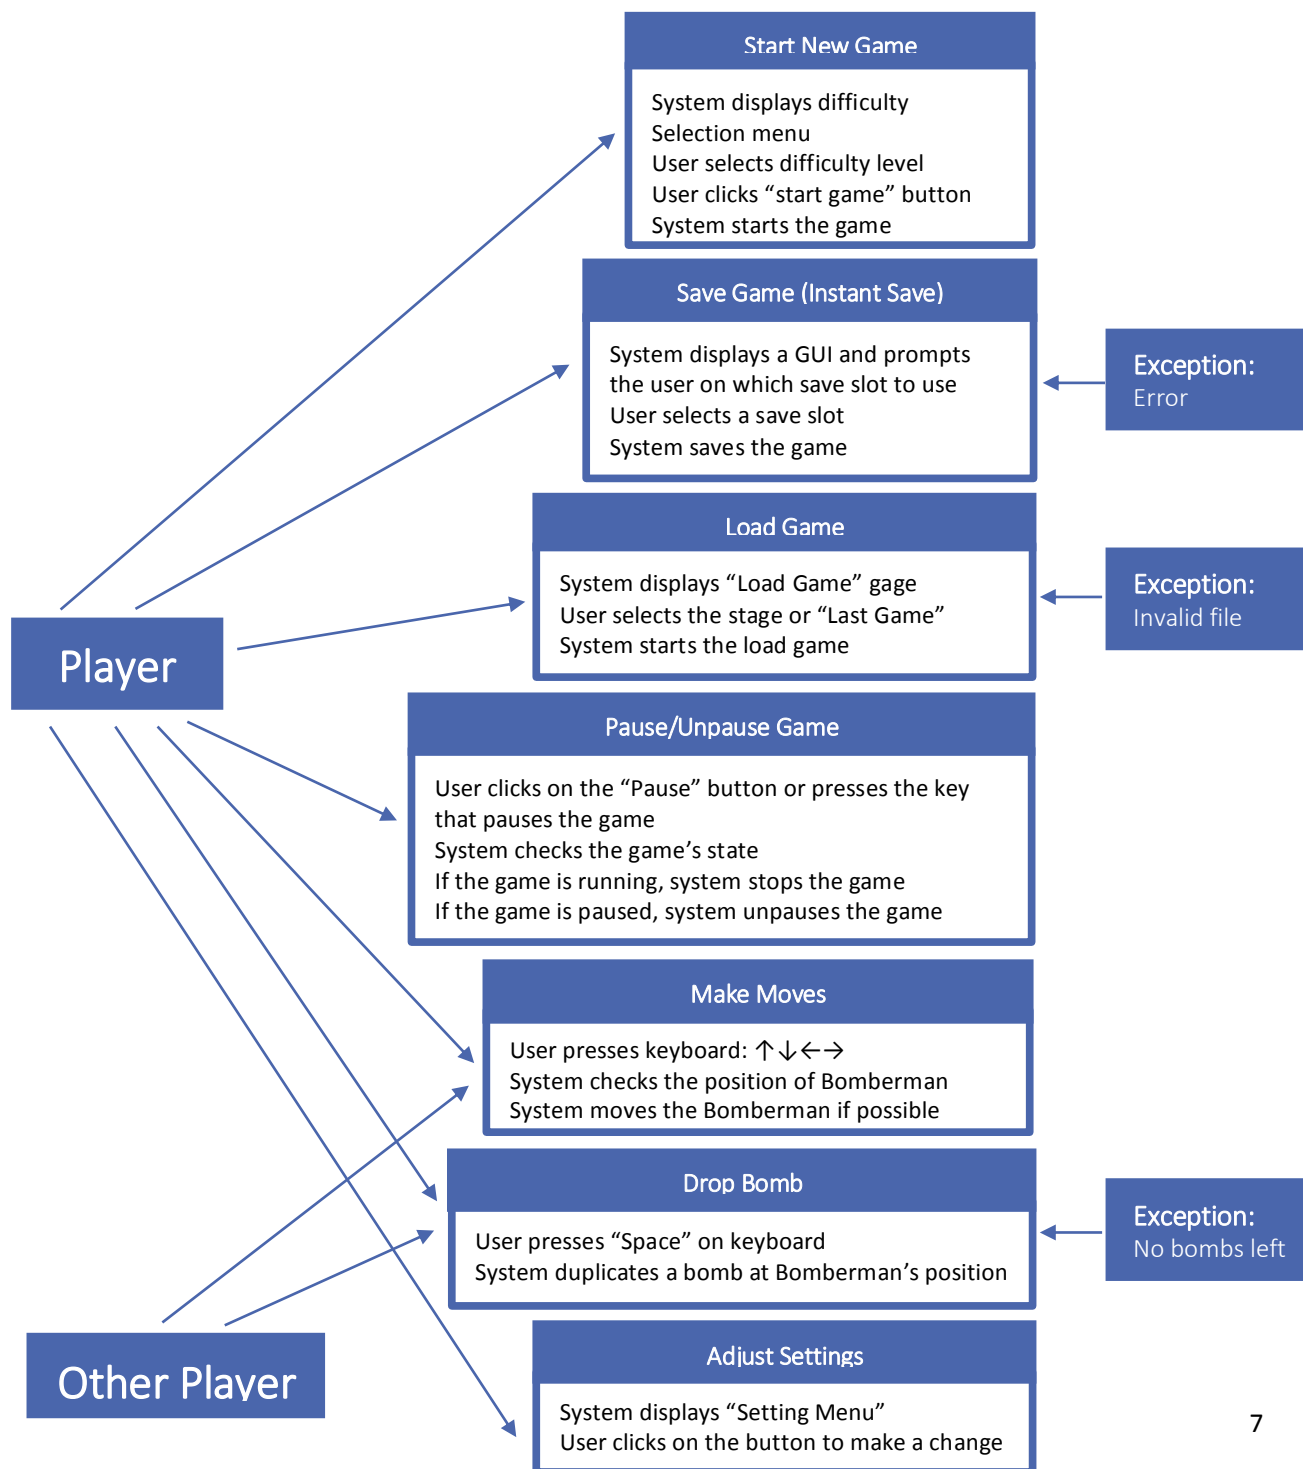 Start New Game
System displays difficulty
Selection menu
User selects difficulty level
User clicks “start game” button
System starts the game
Save Game (Instant Save)
System displays a GUI and prompts
the user on which save slot to use
User selects a save slot
System saves the game
Exception:
Error
Load Game
System displays “Load Game” gage
User selects the stage or “Last Game”
System starts the load game
Exception:
Invalid file
Player
Pause/Unpause Game
User clicks on the “Pause” button or presses the key
that pauses the game
System checks the game’s state
If the game is running, system stops the game
If the game is paused, system unpauses the game
Make Moves
User presses keyboard: ↑↓←→
System checks the position of Bomberman
System moves the Bomberman if possible
Drop Bomb
User presses “Space” on keyboard
System duplicates a bomb at Bomberman’s position
Exception:
No bombs left
Other Player
Adjust Settings
System displays “Setting Menu”
User clicks on the button to make a change
7